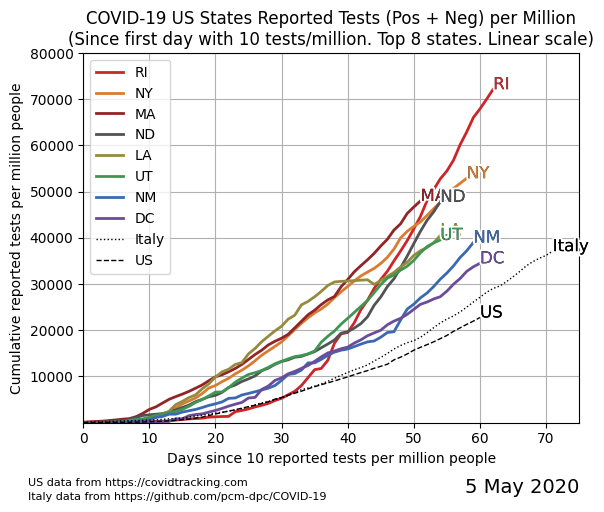 COVID-19 US States Reported Tests (Pos + Neg) per Million
(Since first day with 10 tests/million. Top 8 states. Linear scale)
Cumulative reported tests per million people
80000
70000
60000
50000
40000
30000
20000
10000
RI
NY
MA
ND
LA
UT
NM
DC
Italy
US
RI
NY
MA
ND
LA
UT
NM
DC
Italy
US
0 10 20 30 40 50 60 70
Days since 10 reported tests per million people
US data from https://covidtracking.com
Italy data from https://github.com/pcm-dpc/COVID-19
5 May 2020